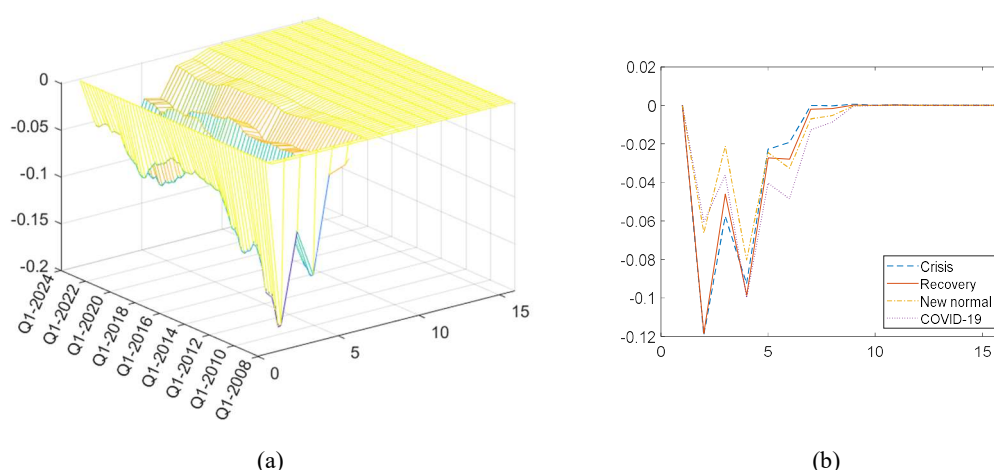 0
-0.05
-0.1
-0.15
-0.2
Q1-2024
Q1-2022
Q1-2020
Q1-2018
Q1-2016
Q1-2014
Q1-2012
Q1-2010
Q1-2008
0
5
10
15
(a)
0.02
0
-0.02
-0.04
-0.06
-0.08
-0.1
-0.12
0
5
10
15
Crisis
Recovery
New normal
COVID-19
(b)